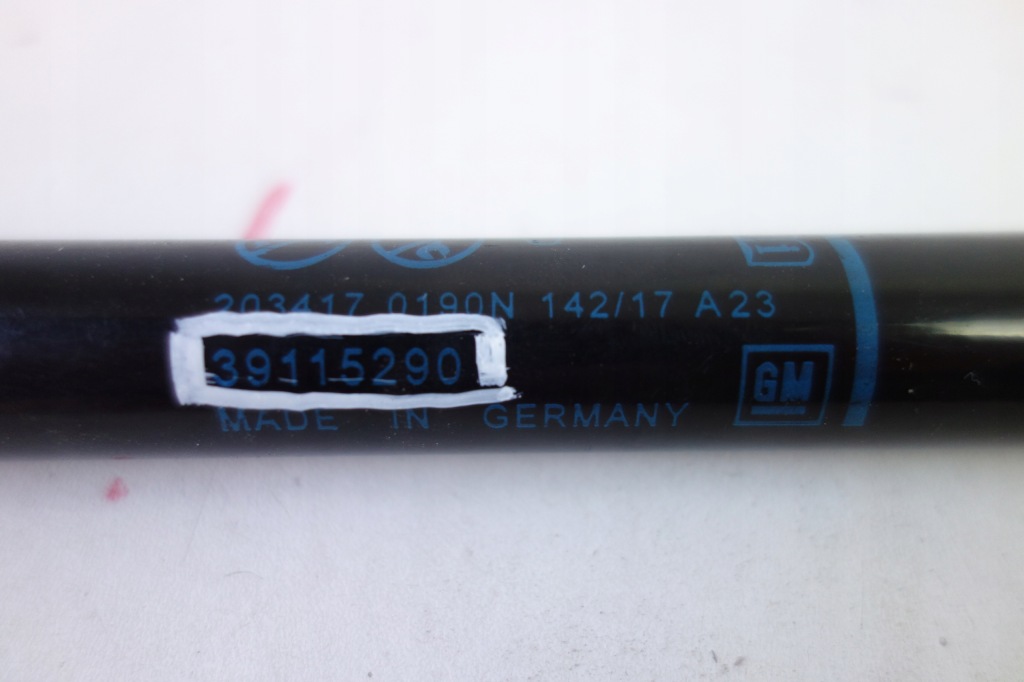 203417 0190N 142/17 A23
39115290
MADE IN GERMANY
GM